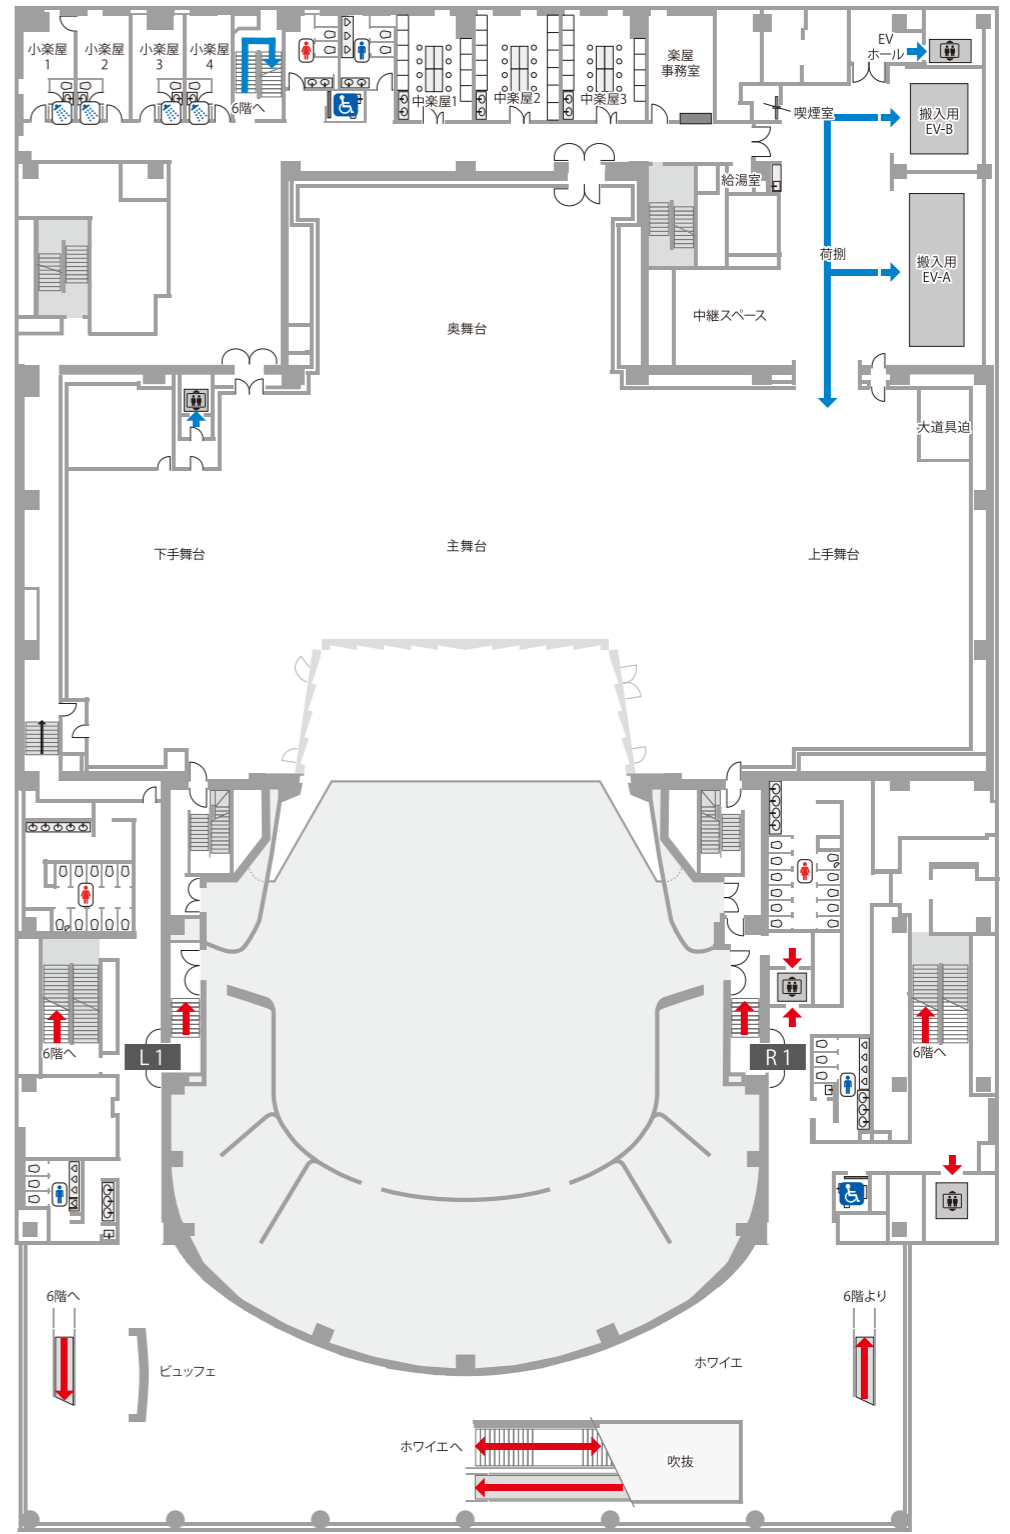 小楽屋
1
小楽屋
2
小楽屋
3
小楽屋
4
6階へ
中楽屋1
中楽屋2
中楽屋3
楽屋
事務室
EV
ホール
喫煙室
搬入用
EV-B
給湯室
荷捌
搬入用
EV-A
中継スペース
奥舞台
大道具迫
下手舞台
主舞台
上手舞台
6階へ
L1
R1
6階へ
6階へ
6階より
ビュッフェ
ホワイエ
ホワイエへ
吹抜